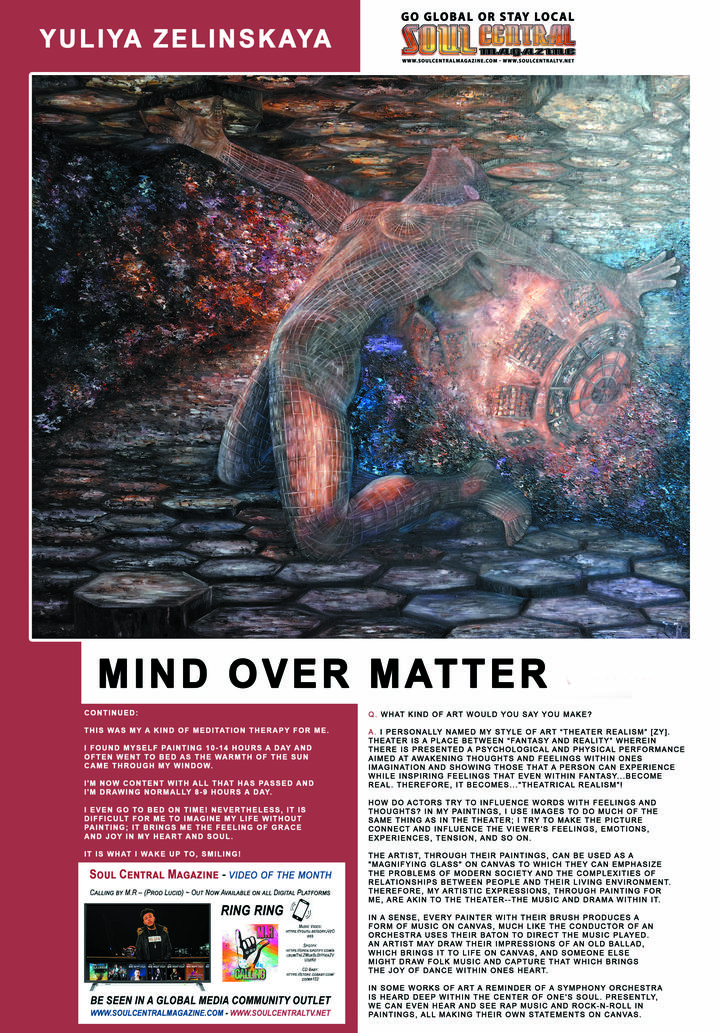 YULIYA ZELINSKAYA
GO GLOBAL OR STAY LOCAL
SOUL CENTRAL
MAGAZINE
WWW.SOULCENTRALMAGAZINE.COM - WWW.SOULCENTRALTV.NET
MIND OVER MATTER
CONTINUED:
THIS WAS MY A KIND OF MEDITATION THERAPY FOR ME.
I FOUND MYSELF PAINTING 10-14 HOURS A DAY AND
OFTEN WENT TO BED AS THE WARMTH OF THE SUN
CAME THROUGH MY WINDOW.
I'M NOW CONTENT WITH ALL THAT HAS PASSED AND
I'M DRAWING NORMALLY 8-9 HOURS A DAY.
I EVEN GO TO BED ON TIME! NEVERTHELESS, IT IS
DIFFICULT FOR ME TO IMAGINE MY LIFE WITHOUT
PAINTING; IT BRINGS ME THE FEELING OF GRACE
AND JOY IN MY HEART AND SOUL.
IT IS WHAT I WAKE UP TO, SMILING!
SOUL CENTRAL MAGAZINE - VIDEO OF THE MONTH
CALLING BY M.R – (PROD LUCID) ~ OUT NOW AVAILABLE ON ALL DIGITAL PLATFORMS
RING RING
M.R
CALLING
MUSIC VIDEO:
SPOTIFY:
CD BABY:
BE SEEN IN A GLOBAL MEDIA COMMUNITY OUTLET
WWW.SOULCENTRALMAGAZINE.COM - WWW.SOULCENTRALTV.NET
Q. WHAT KIND OF ART WOULD YOU SAY YOU MAKE?
A. I PERSONALLY NAMED MY STYLE OF ART "THEATER REALISM" [ZY].
THEATER IS A PLACE BETWEEN "FANTASY AND REALITY" WHEREIN
THERE IS PRESENTED A PSYCHOLOGICAL AND PHYSICAL PERFORMANCE
AIMED AT AWAKENING THOUGHTS AND FEELINGS WITHIN ONES
IMAGINATION AND SHOWING THOSE THAT A PERSON CAN EXPERIENCE
WHILE INSPIRING FEELINGS THAT EVEN WITHIN FANTASY...BECOME
REAL. THEREFORE, IT BECOMES..."THEATRICAL REALISM"!
HOW DO ACTORS TRY TO INFLUENCE WORDS WITH FEELINGS AND
THOUGHTS? IN MY PAINTINGS, I USE IMAGES TO DO MUCH OF THE
SAME THING AS IN THE THEATER; I TRY TO MAKE THE PICTURE
CONNECT AND INFLUENCE THE VIEWER'S FEELINGS, EMOTIONS,
EXPERIENCES, TENSION, AND SO ON.
THE ARTIST, THROUGH THEIR PAINTINGS, CAN BE USED AS A
"MAGNIFYING GLASS" ON CANVAS TO WHICH THEY CAN EMPHASIZE
THE PROBLEMS OF MODERN SOCIETY AND THE COMPLEXITIES OF
RELATIONSHIPS BETWEEN PEOPLE AND THEIR LIVING ENVIRONMENT.
THEREFORE, MY ARTISTIC EXPRESSIONS, THROUGH PAINTING FOR
ME, ARE AKIN TO THE THEATER--THE MUSIC AND DRAMA WITHIN IT.
IN A SENSE, EVERY PAINTER WITH THEIR BRUSH PRODUCES A
FORM OF MUSIC ON CANVAS, MUCH LIKE THE CONDUCTOR OF AN
ORCHESTRA USES THEIR BATON TO DIRECT THE MUSIC PLAYED.
AN ARTIST MAY DRAW THEIR IMPRESSIONS OF AN OLD BALLAD,
WHICH BRINGS IT TO LIFE ON CANVAS, AND SOMEONE ELSE
MIGHT DRAW FOLK MUSIC AND CAPTURE THAT WHICH BRINGS
THE JOY OF DANCE WITHIN ONES HEART.
IN SOME WORKS OF ART A REMINDER OF A SYMPHONY ORCHESTRA
IS HEARD DEEP WITHIN THE CENTER OF ONE'S SOUL. PRESENTLY,
WE CAN EVEN HEAR AND SEE RAP MUSIC AND ROCK-N-ROLL IN
PAINTINGS, ALL MAKING THEIR OWN STATEMENTS ON CANVAS.